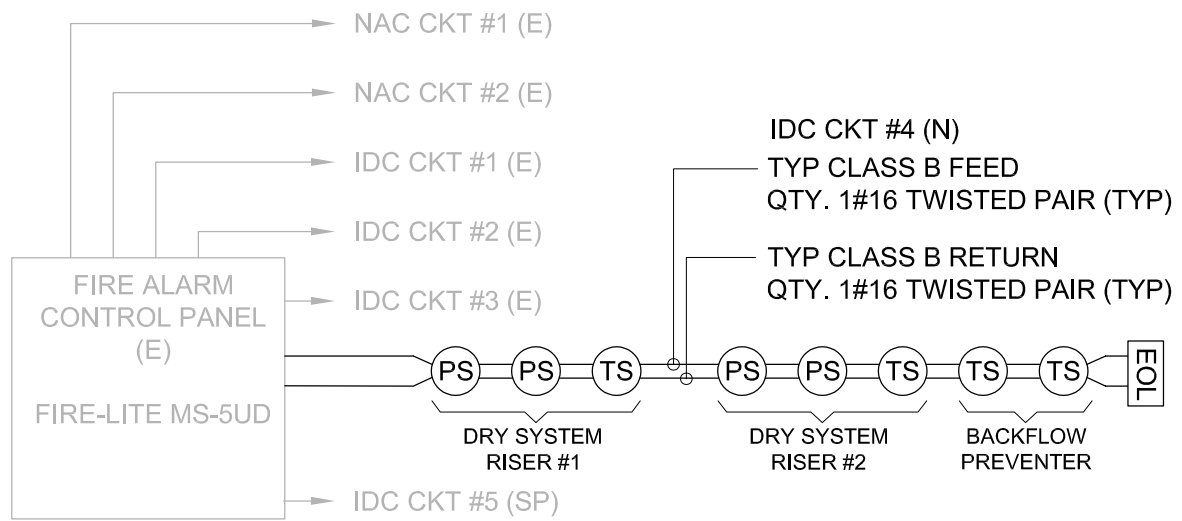 NAC CKT #1 (E)
NAC CKT #2 (E)
IDC CKT #1 (E)
IDC CKT #2 (E)
IDC CKT #3 (E)
IDC CKT #4 (N)
TYP CLASS B FEED
QTY. 1#16 TWISTED PAIR (TYP)
TYP CLASS B RETURN
QTY. 1#16 TWISTED PAIR (TYP)
FIRE ALARM
CONTROL PANEL
(E)
FIRE-LITE MS-5UD
PS PS TS PS PS TS TS TS
EOL
DRY SYSTEM
RISER #1
DRY SYSTEM
RISER #2
BACKFLOW
PREVENTER
IDC CKT #5 (SP)